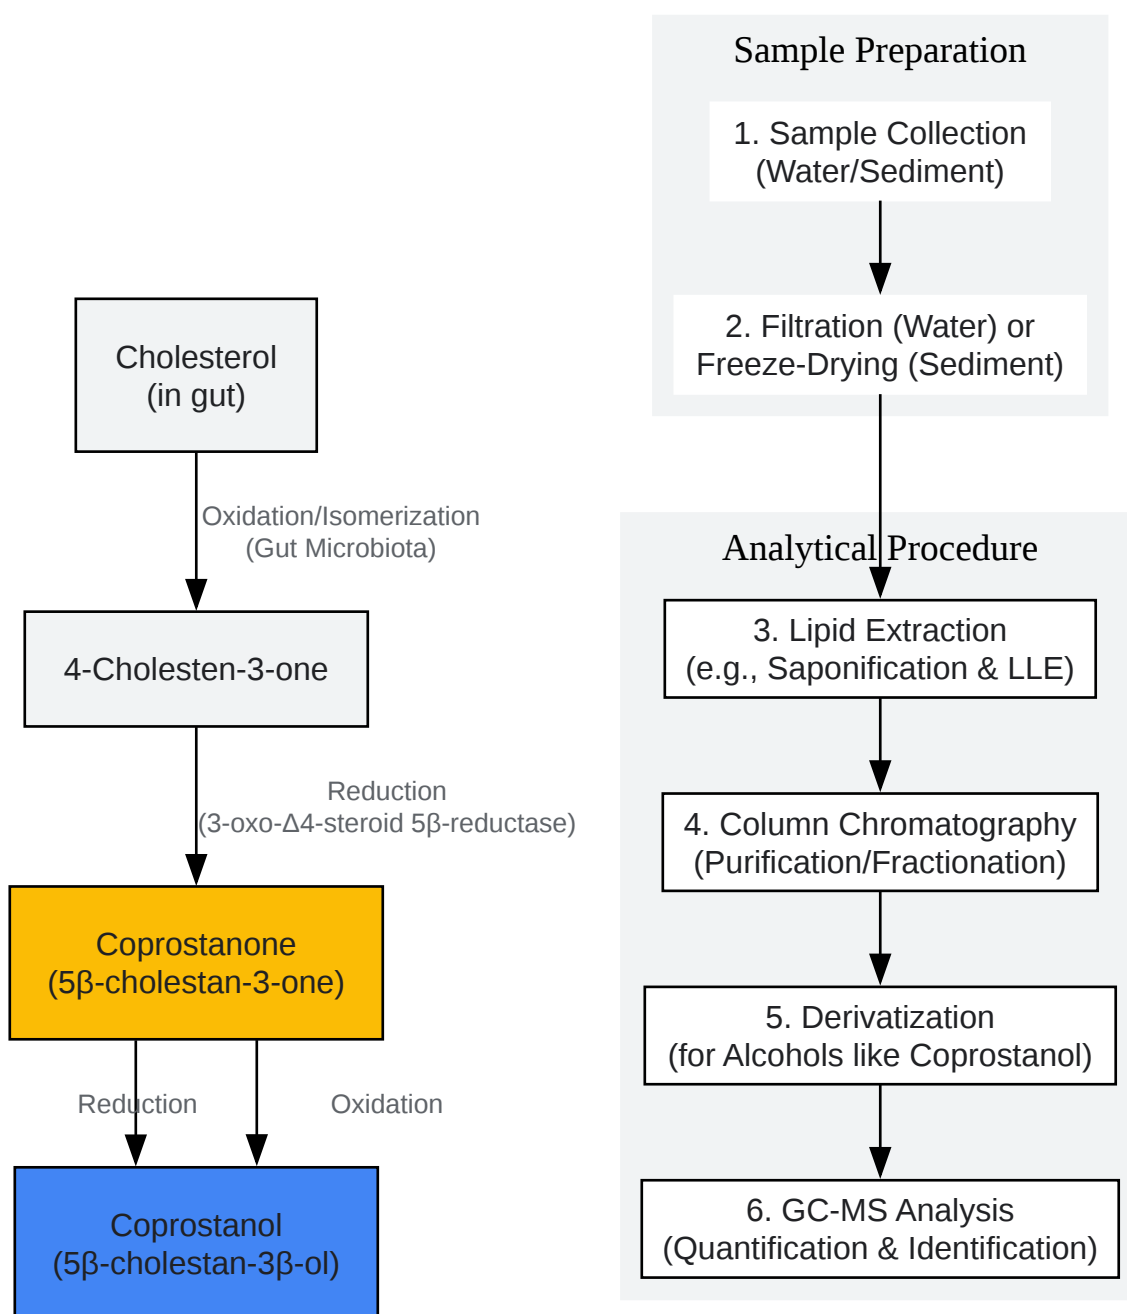 Cholesterol
(in gut)
Oxidation/Isomerization
(Gut Microbiota)
4-Cholesten-3-one
Reduction
(3-oxo-Δ4-steroid 5β-reductase)
Coprostanone
(5β-cholestan-3-one)
Reduction
Oxidation
Coprostanol
(5β-cholestan-3β-ol)
Sample Preparation
1. Sample Collection
(Water/Sediment)
2. Filtration (Water) or
Freeze-Drying (Sediment)
Analytical Procedure
3. Lipid Extraction
(e.g., Saponification & LLE)
4. Column Chromatography
(Purification/Fractionation)
5. Derivatization
(for Alcohols like Coprostanol)
6. GC-MS Analysis
(Quantification & Identification)